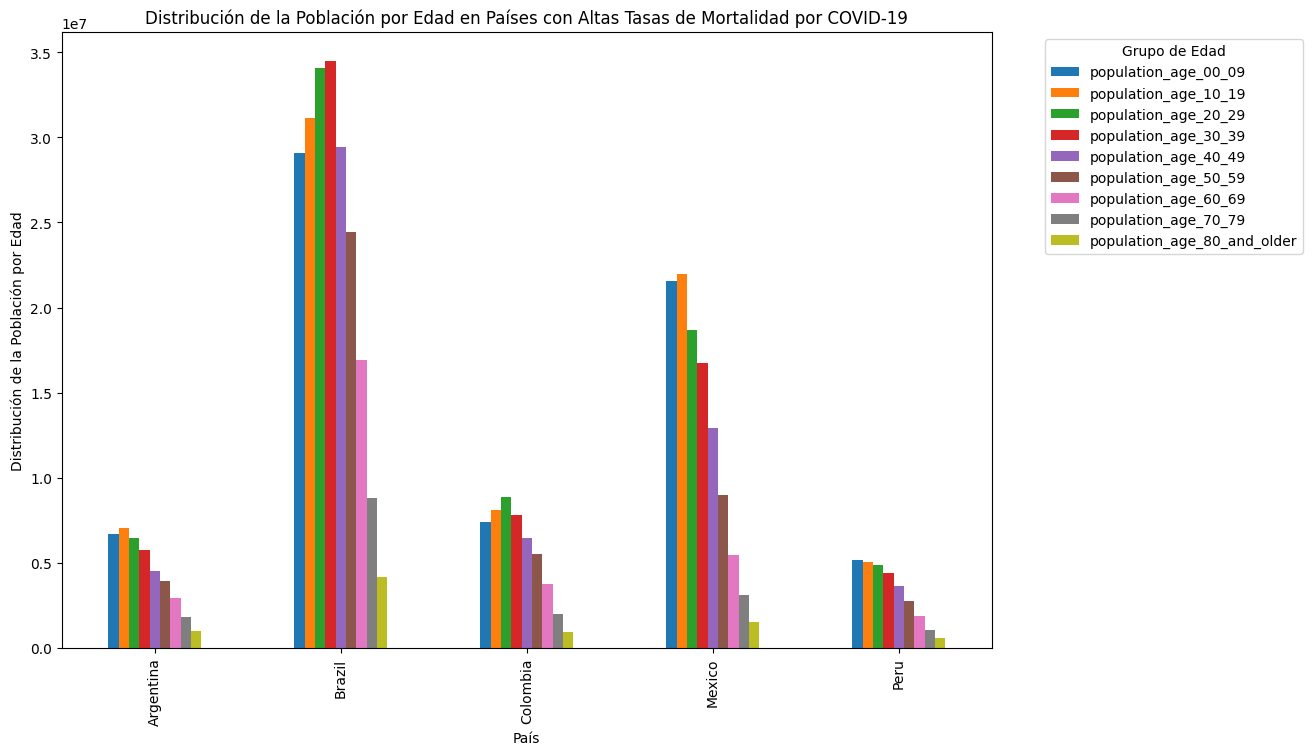 Distribución de la Población por Edad en Países con Altas Tasas de Mortalidad por COVID-19
1e7
3.5
3.0
2.5
2.0
1.5
1.0
0.5
0.0
Distribución de la Población por Edad
Argentina
Brazil
Colombia
Mexico
Peru
País
Grupo de Edad
population_age_00_09
population_age_10_19
population_age_20_29
population_age_30_39
population_age_40_49
population_age_50_59
population_age_60_69
population_age_70_79
population_age_80_and_older